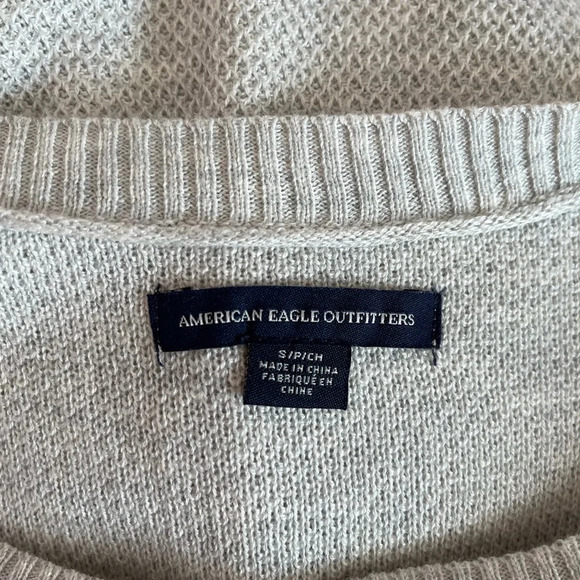 AMERICAN EAGLE OUTFITTERS
S/P/CH
MADE IN CHINA
FABRIQUÉ EN
CHINE